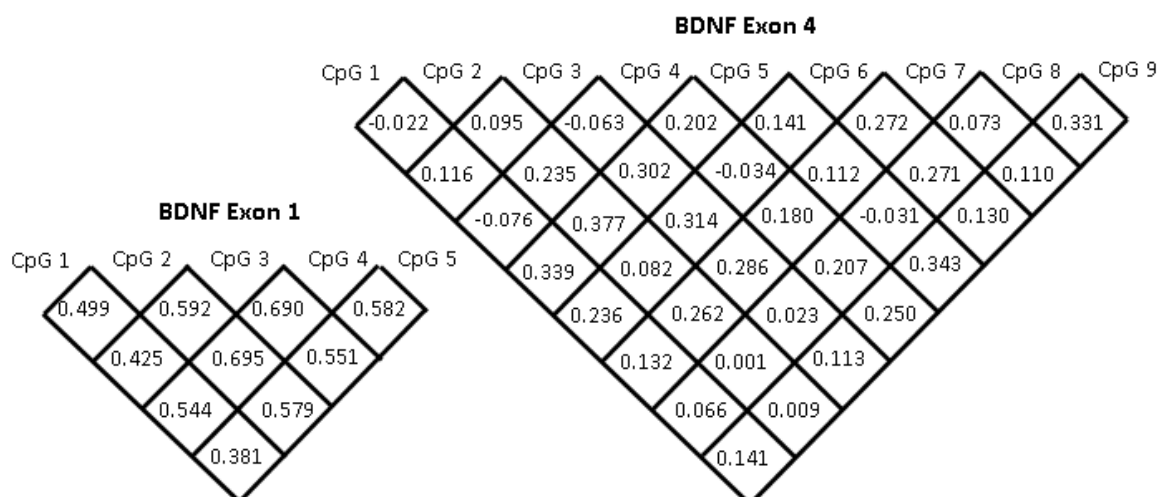 BDNF Exon 4
CpG 1 CpG 2 CpG 3 CpG 4 CpG 5 CpG 6 CpG 7 CpG 8 CpG 9
-0.022 0.095 -0.063 0.202 0.141 0.272 0.073 0.331
0.116 0.235 0.302 -0.034 0.112 0.271 0.110
-0.076 0.377 0.314 0.180 -0.031 0.130
0.339 0.082 0.286 0.207 0.343
0.236 0.262 0.023 0.250
0.132 0.001 0.113
0.066 0.009
0.141
BDNF Exon 1
CpG 1 CpG 2 CpG 3 CpG 4 CpG 5
0.499 0.592 0.690 0.582
0.425 0.695 0.551
0.544 0.579
0.381